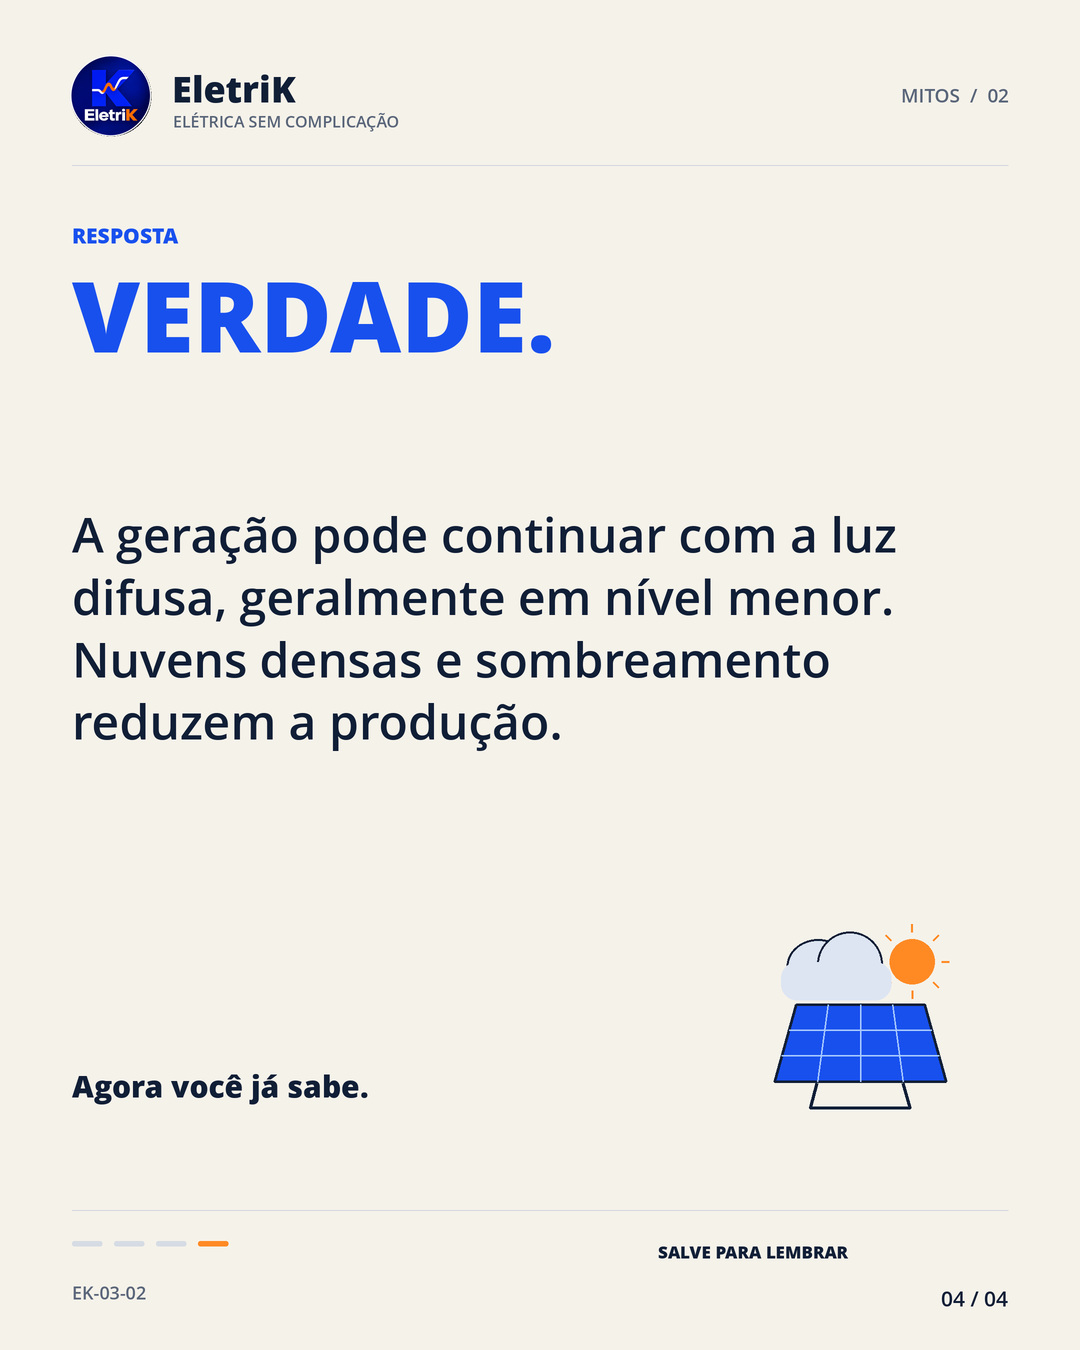 EletriK
EletriK
ELÉTRICA SEM COMPLICAÇÃO
MITOS / 02
RESPOSTA
VERDADE.
A geração pode continuar com a luz
difusa, geralmente em nível menor.
Nuvens densas e sombreamento
reduzem a produção.
Agora você já sabe.
SALVE PARA LEMBRAR
EK-03-02
04 / 04